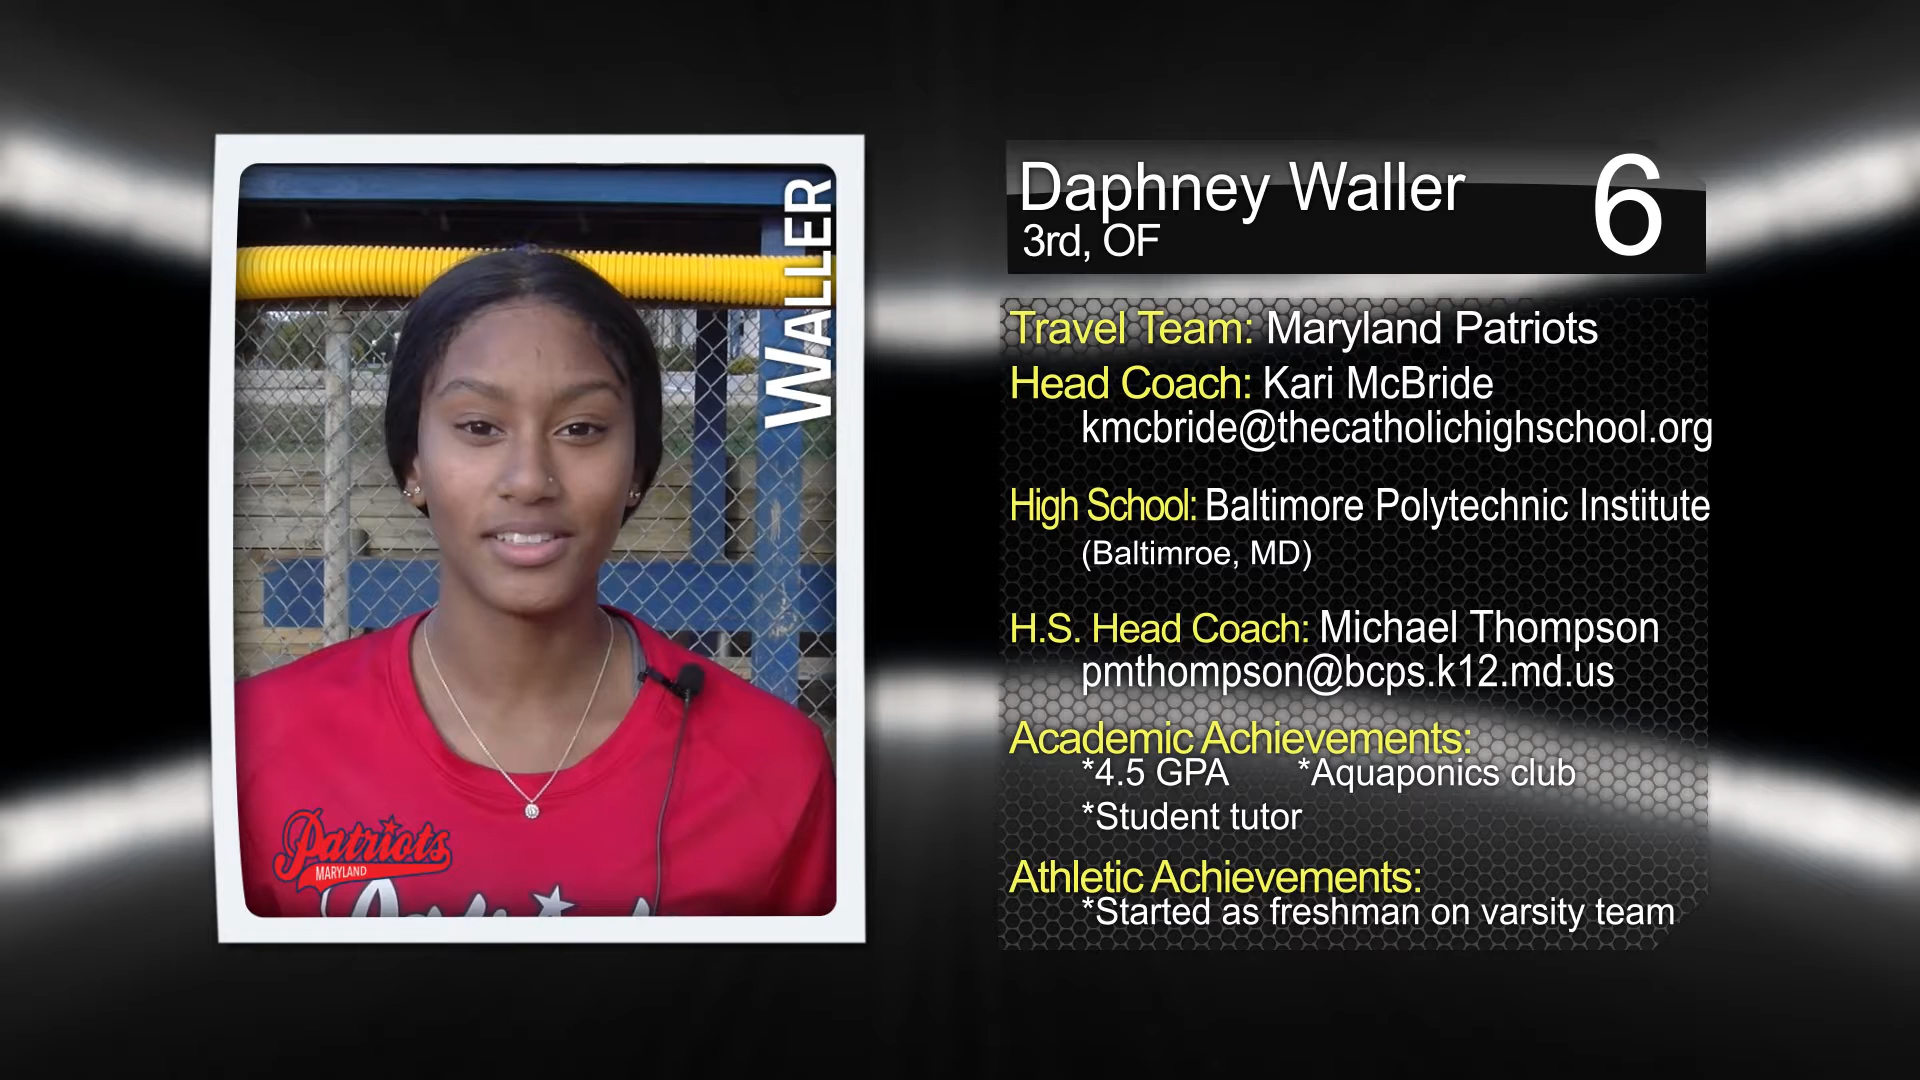 WALLER
Patriots
MARYLAND
Daphney Waller
6
3rd, OF
Travel Team: Maryland Patriots
Head Coach: Kari McBride
kmcbride@thecatholichighschool.org
High School: Baltimore Polytechnic Institute
(Baltimroe, MD)
H.S. Head Coach: Michael Thompson
pmthompson@bcps.k12.md.us
Academic Achievements:
*4.5 GPA *Aquaponics club
*Student tutor
Athletic Achievements:
*Started as freshman on varsity team